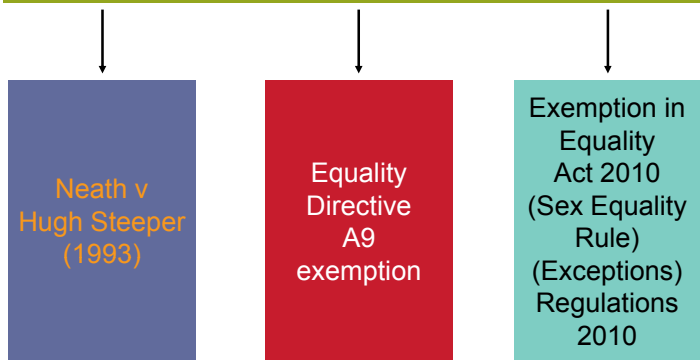 Neath v
Hugh Steeper
(1993)
Equality
Directive
A9
exemption
Exemption in
Equality
Act 2010
(Sex Equality
Rule)
(Exceptions)
Regulations
2010